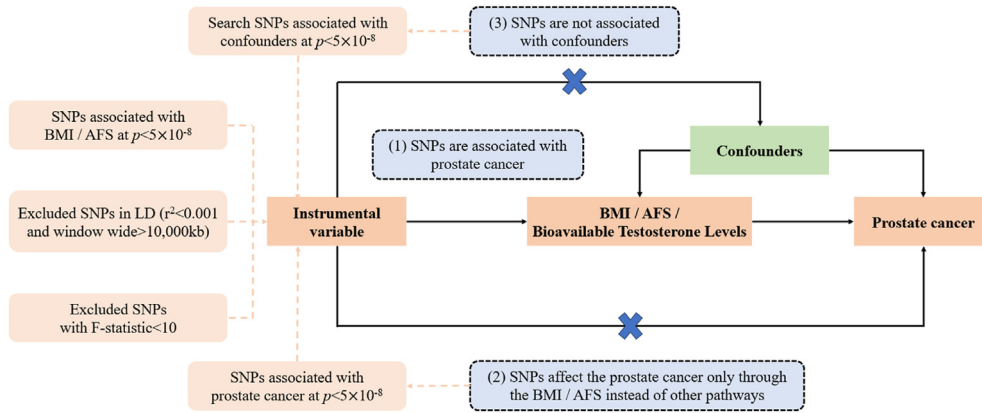 Search SNPs associated with
confounders at p<5×10⁻⁸
(3) SNPs are not associated
with confounders
SNPs associated with
BMI / AFS at p<5×10⁻⁸
(1) SNPs are associated with
prostate cancer
Confounders
Excluded SNPs in LD (r²<0.001
and window wide>10,000kb)
Instrumental
variable
BMI / AFS /
Bioavailable Testosterone Levels
Prostate cancer
Excluded SNPs
with F-statistic<10
SNPs associated with
prostate cancer at p<5×10⁻⁸
(2) SNPs affect the prostate cancer only through
the BMI / AFS instead of other pathways